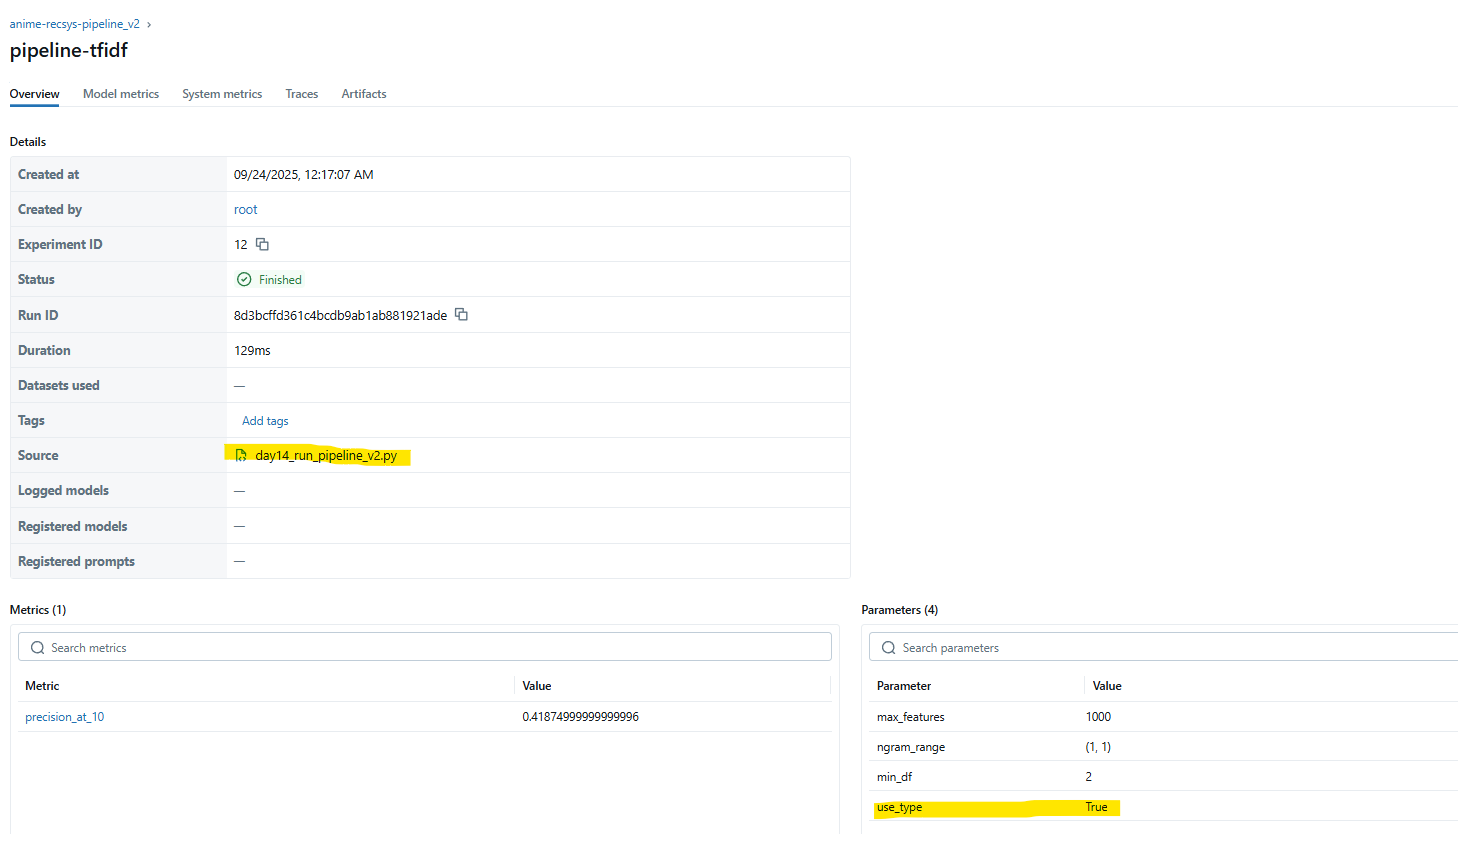 anime-recsys-pipeline_v2 ›
pipeline-tfidf
Overview Model metrics System metrics Traces Artifacts
Details
Created at 09/24/2025, 12:17:07 AM
Created by root
Experiment ID 12
Status Finished
Run ID 8d3bcffd361c4bcdb9ab1ab881921ade
Duration 129ms
Datasets used —
Tags Add tags
Source day14_run_pipeline_v2.py
Logged models —
Registered models —
Registered prompts —
Metrics (1)
Search metrics
Metric Value
precision_at_10 0.41874999999999996
Parameters (4)
Search parameters
Parameter Value
max_features 1000
ngram_range (1, 1)
min_df 2
use_type True